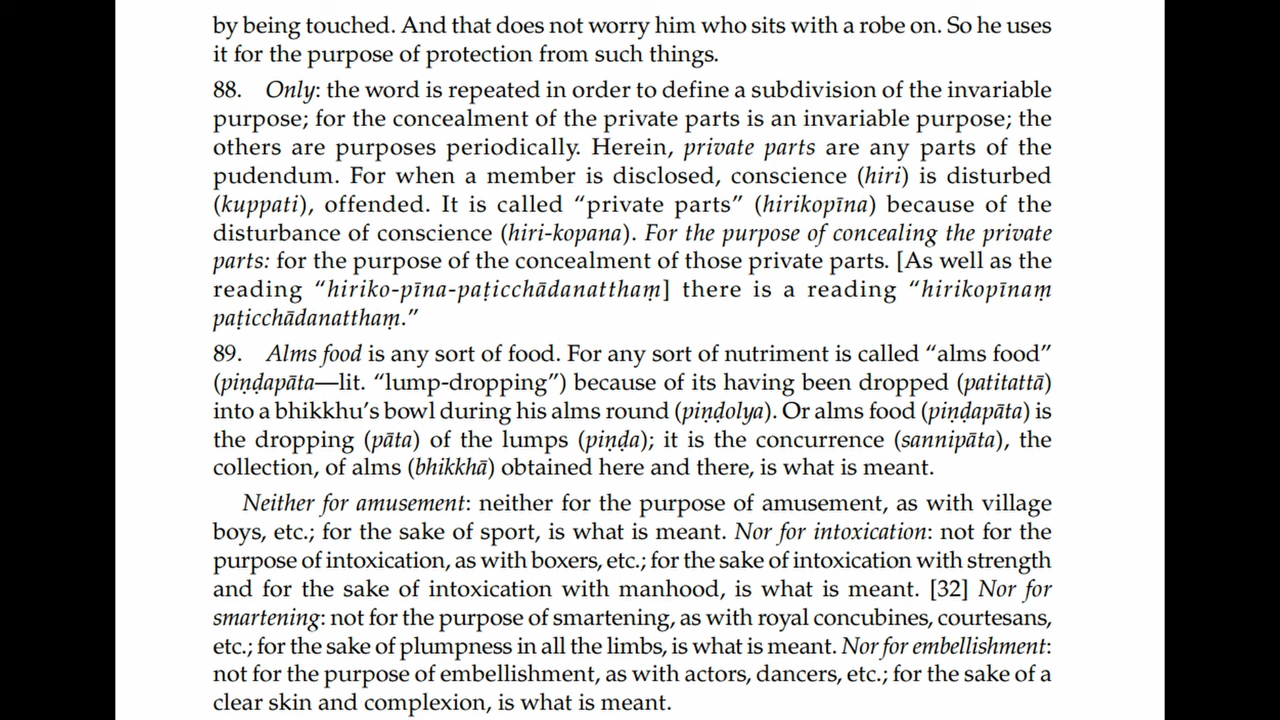 by being touched. And that does not worry him who sits with a robe on. So he uses
it for the purpose of protection from such things.
88. Only: the word is repeated in order to define a subdivision of the invariable
purpose; for the concealment of the private parts is an invariable purpose; the
others are purposes periodically. Herein, private parts are any parts of the
pudendum. For when a member is disclosed, conscience (hiri) is disturbed
(kuppati), offended. It is called “private parts” (hirikopīna) because of the
disturbance of conscience (hiri-kopana). For the purpose of concealing the private
parts: for the purpose of the concealment of those private parts. [As well as the
reading “hiriko-pīna-paṭicchādanatthaṃ] there is a reading “hirikopīnaṃ
paṭicchādanatthaṃ.”
89. Alms food is any sort of food. For any sort of nutriment is called “alms food”
(piṇḍapāta—lit. “lump-dropping”) because of its having been dropped (patitattā)
into a bhikkhu’s bowl during his alms round (piṇḍolya). Or alms food (piṇḍapāta) is
the dropping (pāta) of the lumps (piṇḍa); it is the concurrence (sannipāta), the
collection, of alms (bhikkhā) obtained here and there, is what is meant.
Neither for amusement: neither for the purpose of amusement, as with village
boys, etc.; for the sake of sport, is what is meant. Nor for intoxication: not for the
purpose of intoxication, as with boxers, etc.; for the sake of intoxication with strength
and for the sake of intoxication with manhood, is what is meant. [32] Nor for
smartening: not for the purpose of smartening, as with royal concubines, courtesans,
etc.; for the sake of plumpness in all the limbs, is what is meant. Nor for embellishment:
not for the purpose of embellishment, as with actors, dancers, etc.; for the sake of a
clear skin and complexion, is what is meant.